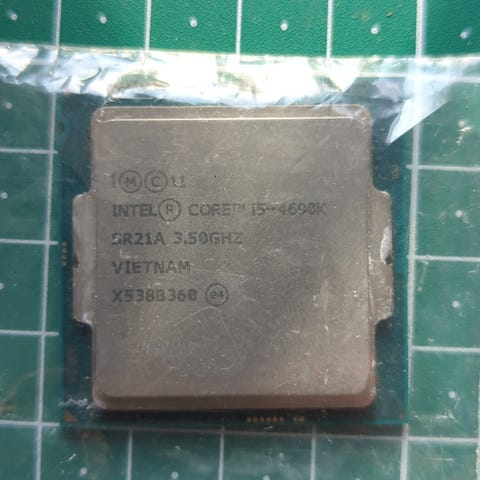 i Ⓜ Ⓒ 11
INTEL® CORE™ i5-4690K
SR21A 3.50GHZ
VIETNAM
X538B360 e4